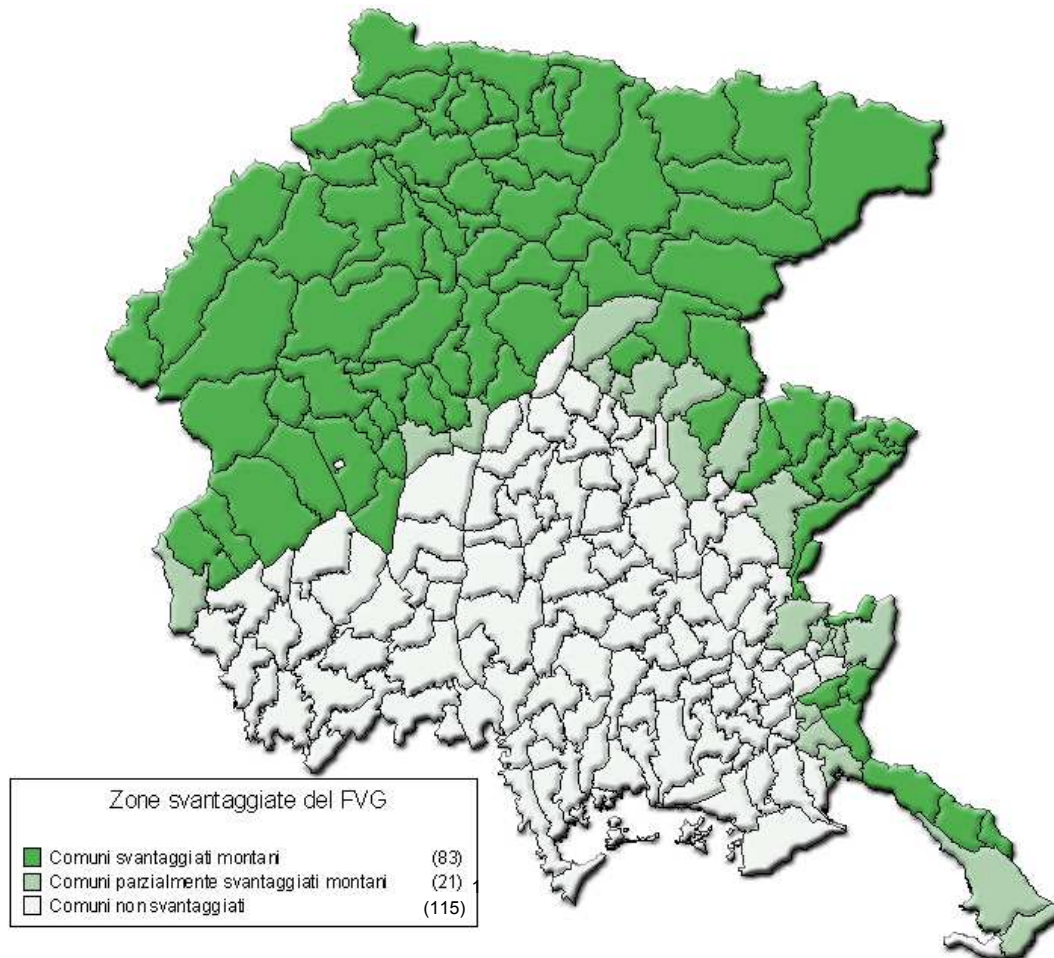 Zone svantaggiate del FVG
Comuni svantaggiati montani (83)
Comuni parzialmente svantaggiati montani (21)
Comuni non svantaggiati (115)